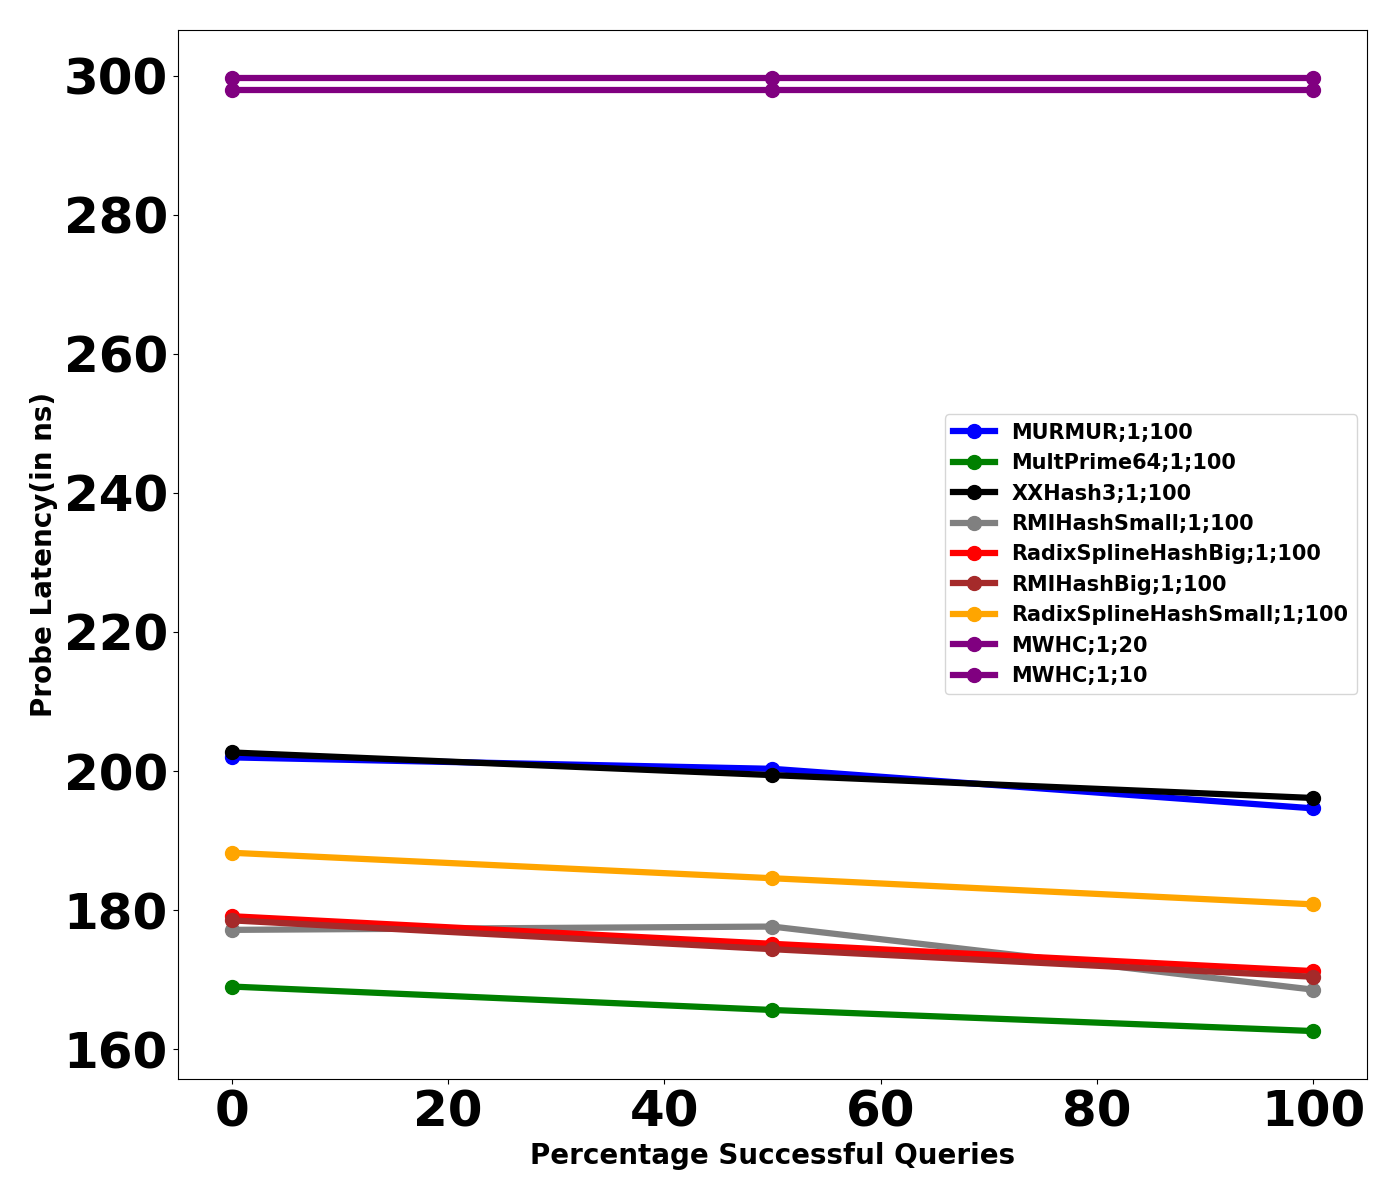 300
280
260
240
220
200
180
160
Probe Latency(in ns)
MURMUR;1;100
MultPrime64;1;100
XXHash3;1;100
RMIHashSmall;1;100
RadixSplineHashBig;1;100
RMIHashBig;1;100
RadixSplineHashSmall;1;100
MWHC;1;20
MWHC;1;10
0 20 40 60 80 100
Percentage Successful Queries